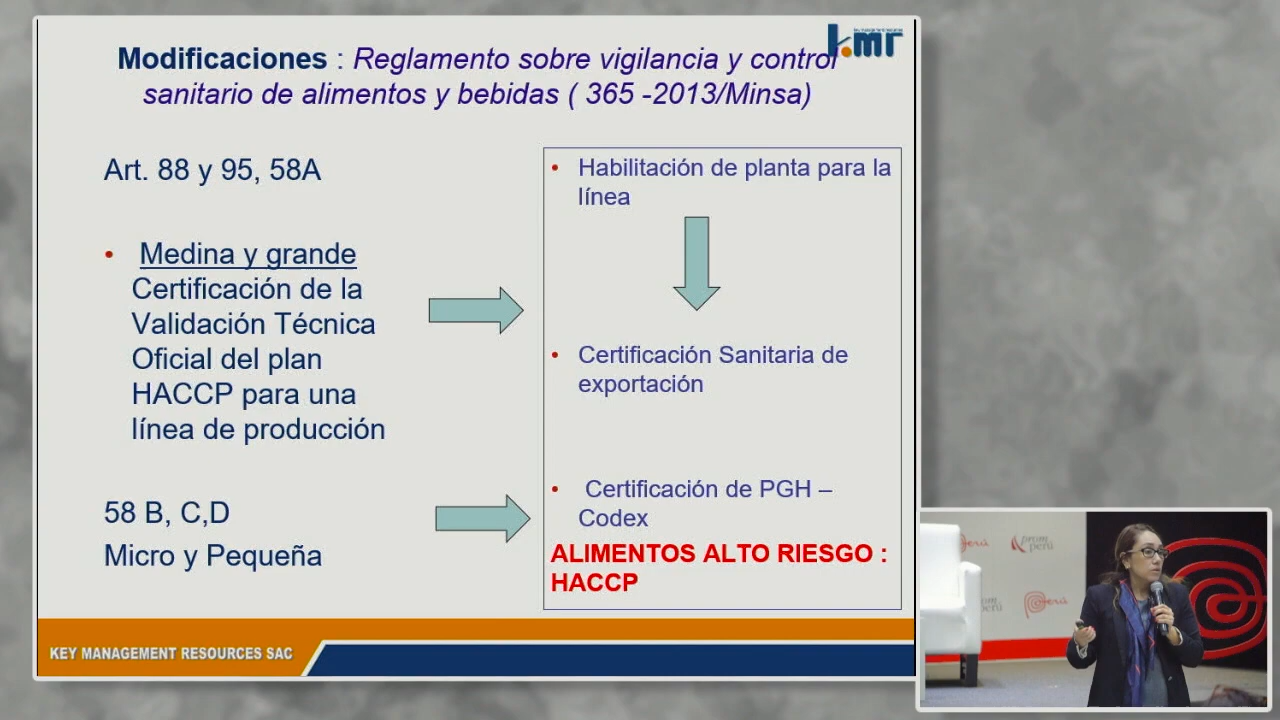 kmr
Modificaciones : Reglamento sobre vigilancia y control
sanitario de alimentos y bebidas ( 365 -2013/Minsa)
Art. 88 y 95, 58A
• Medina y grande
Certificación de la
Validación Técnica
Oficial del plan
HACCP para una
línea de producción
58 B, C,D
Micro y Pequeña
• Habilitación de planta para la
línea
• Certificación Sanitaria de
exportación
• Certificación de PGH –
Codex
ALIMENTOS ALTO RIESGO :
HACCP
KEY MANAGEMENT RESOURCES SAC
prom
perú
Perú